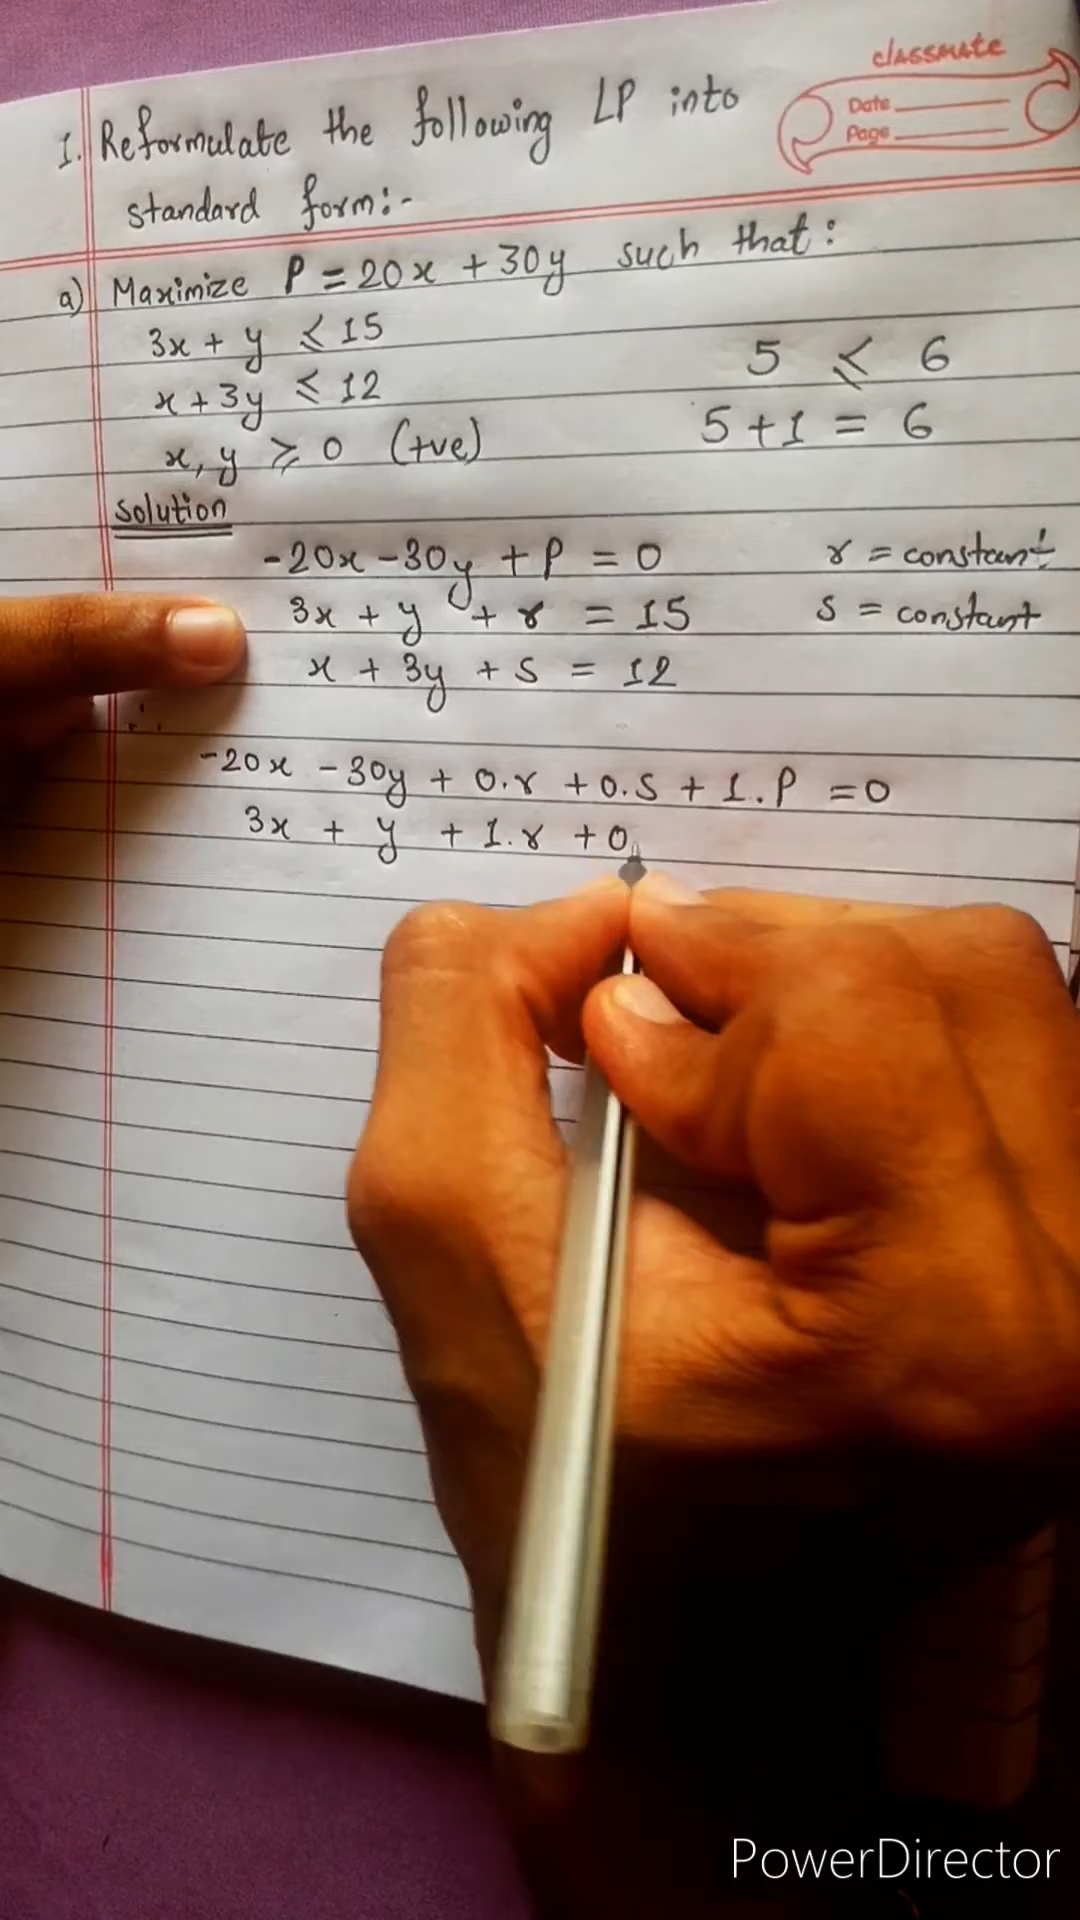 classmate
Date
Page
1. Reformulate the following LP into
standard form:-
a) Maximize P = 20x + 30y such that:
3x + y ≤ 15
x + 3y ≤ 12
x, y ≥ 0 (+ve)
5 ≤ 6
5 + 1 = 6
Solution
-20x - 30y + P = 0
3x + y + r = 15
x + 3y + s = 12
r = constant
s = constant
∴
-20x - 30y + 0.r + 0.s + 1.P = 0
3x + y + 1.r + 0.
PowerDirector